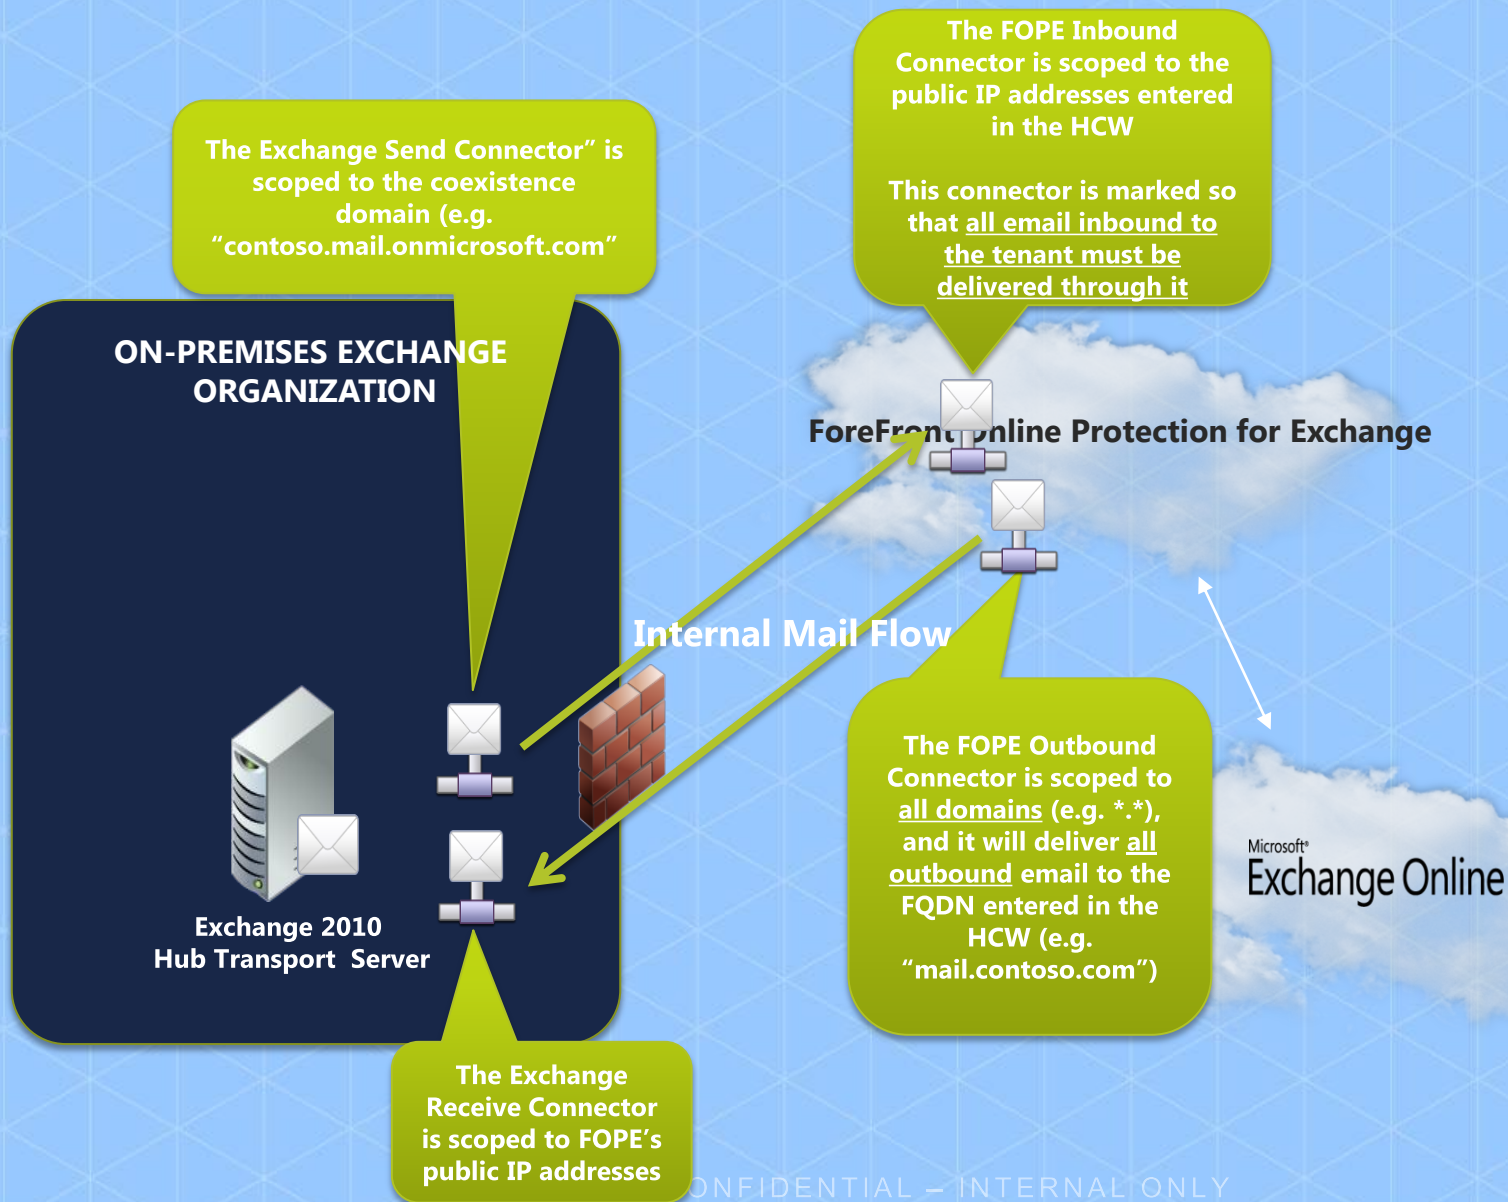 The FOPE Inbound
Connector is scoped to the
public IP addresses entered
in the HCW
This connector is marked so
that all email inbound to
the tenant must be
delivered through it
The Exchange Send Connector” is
scoped to the coexistence
domain (e.g.
“contoso.mail.onmicrosoft.com”
ON-PREMISES EXCHANGE
ORGANIZATION
ForeFront Online Protection for Exchange
Internal Mail Flow
The FOPE Outbound
Connector is scoped to
all domains (e.g. *.*),
and it will deliver all
outbound email to the
FQDN entered in the
HCW (e.g.
“mail.contoso.com”)
Microsoft®
Exchange Online
Exchange 2010
Hub Transport Server
The Exchange
Receive Connector
is scoped to FOPE’s
public IP addresses
ONFIDENTIAL – INTERNAL ONLY